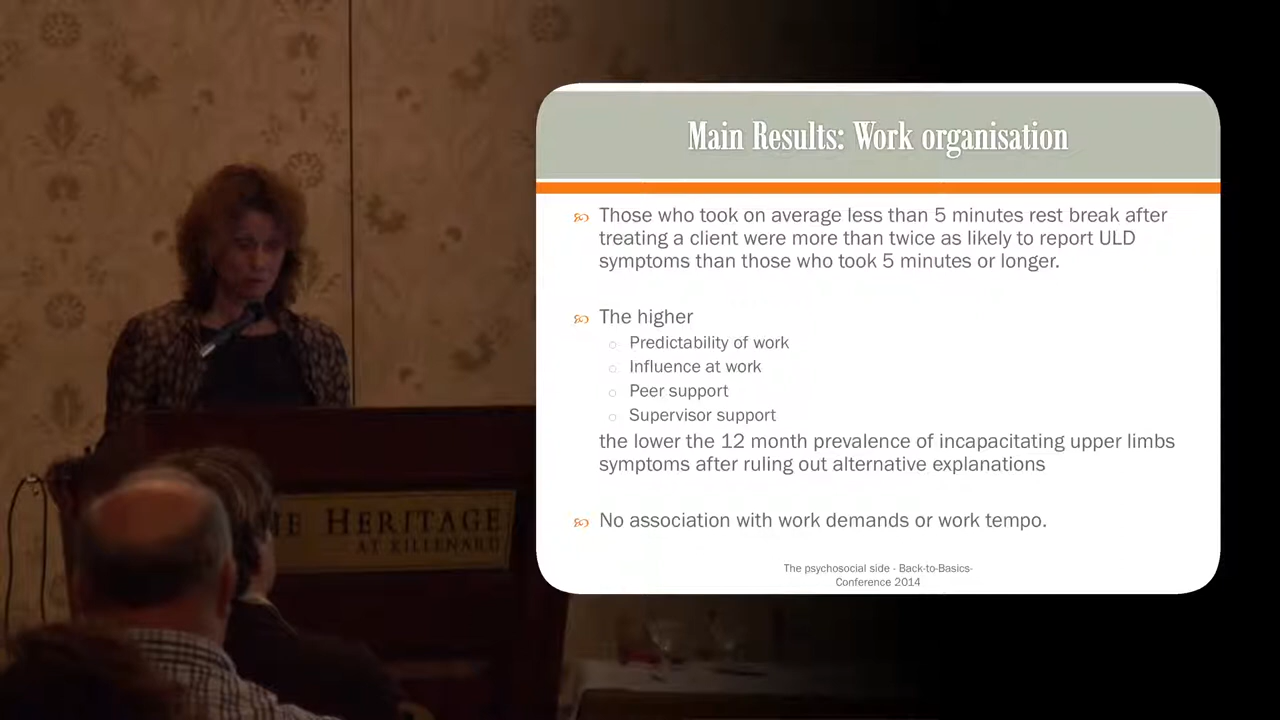 Main Results: Work organisation
Those who took on average less than 5 minutes rest break after
treating a client were more than twice as likely to report ULD
symptoms than those who took 5 minutes or longer.
The higher
Predictability of work
Influence at work
Peer support
Supervisor support
the lower the 12 month prevalence of incapacitating upper limbs
symptoms after ruling out alternative explanations
No association with work demands or work tempo.
The psychosocial side - Back-to-Basics-
Conference 2014
HE HERITAGE
AT KILLENARD